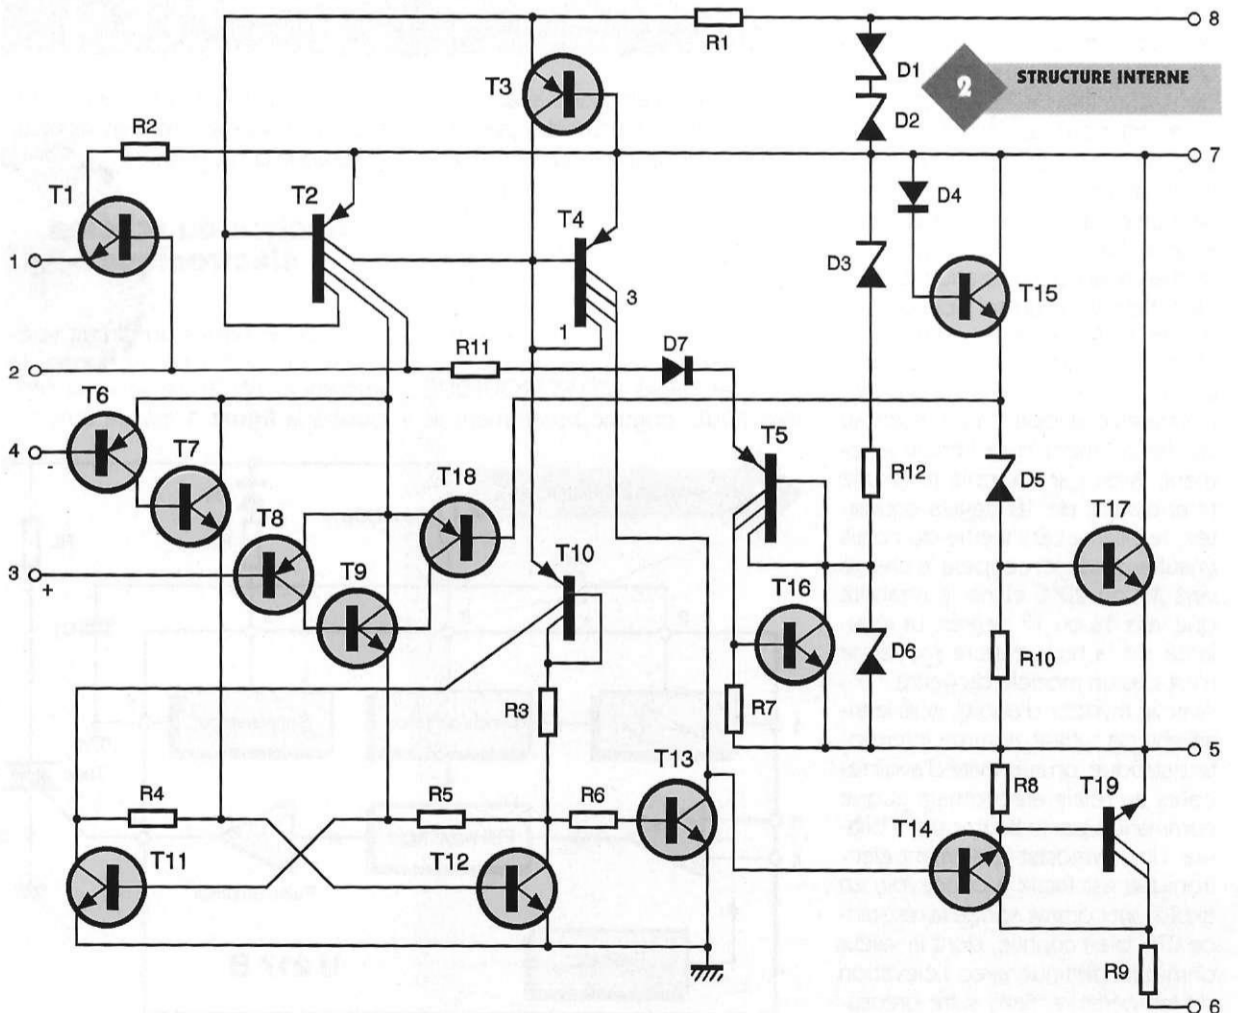 8
R1
T3
D1
2 STRUCTURE INTERNE
D2
R2
7
T1
T2
T4
D4
1
D3
T15
3
1
R11
D7
2
T6
T5
4
-
T7
T18
R12
D5
T8
T17
T10
3
+
T9
T16
D6
R10
R3
R7
5
R4
R5
R6
T13
R8
T19
T11
T12
T14
R9
6